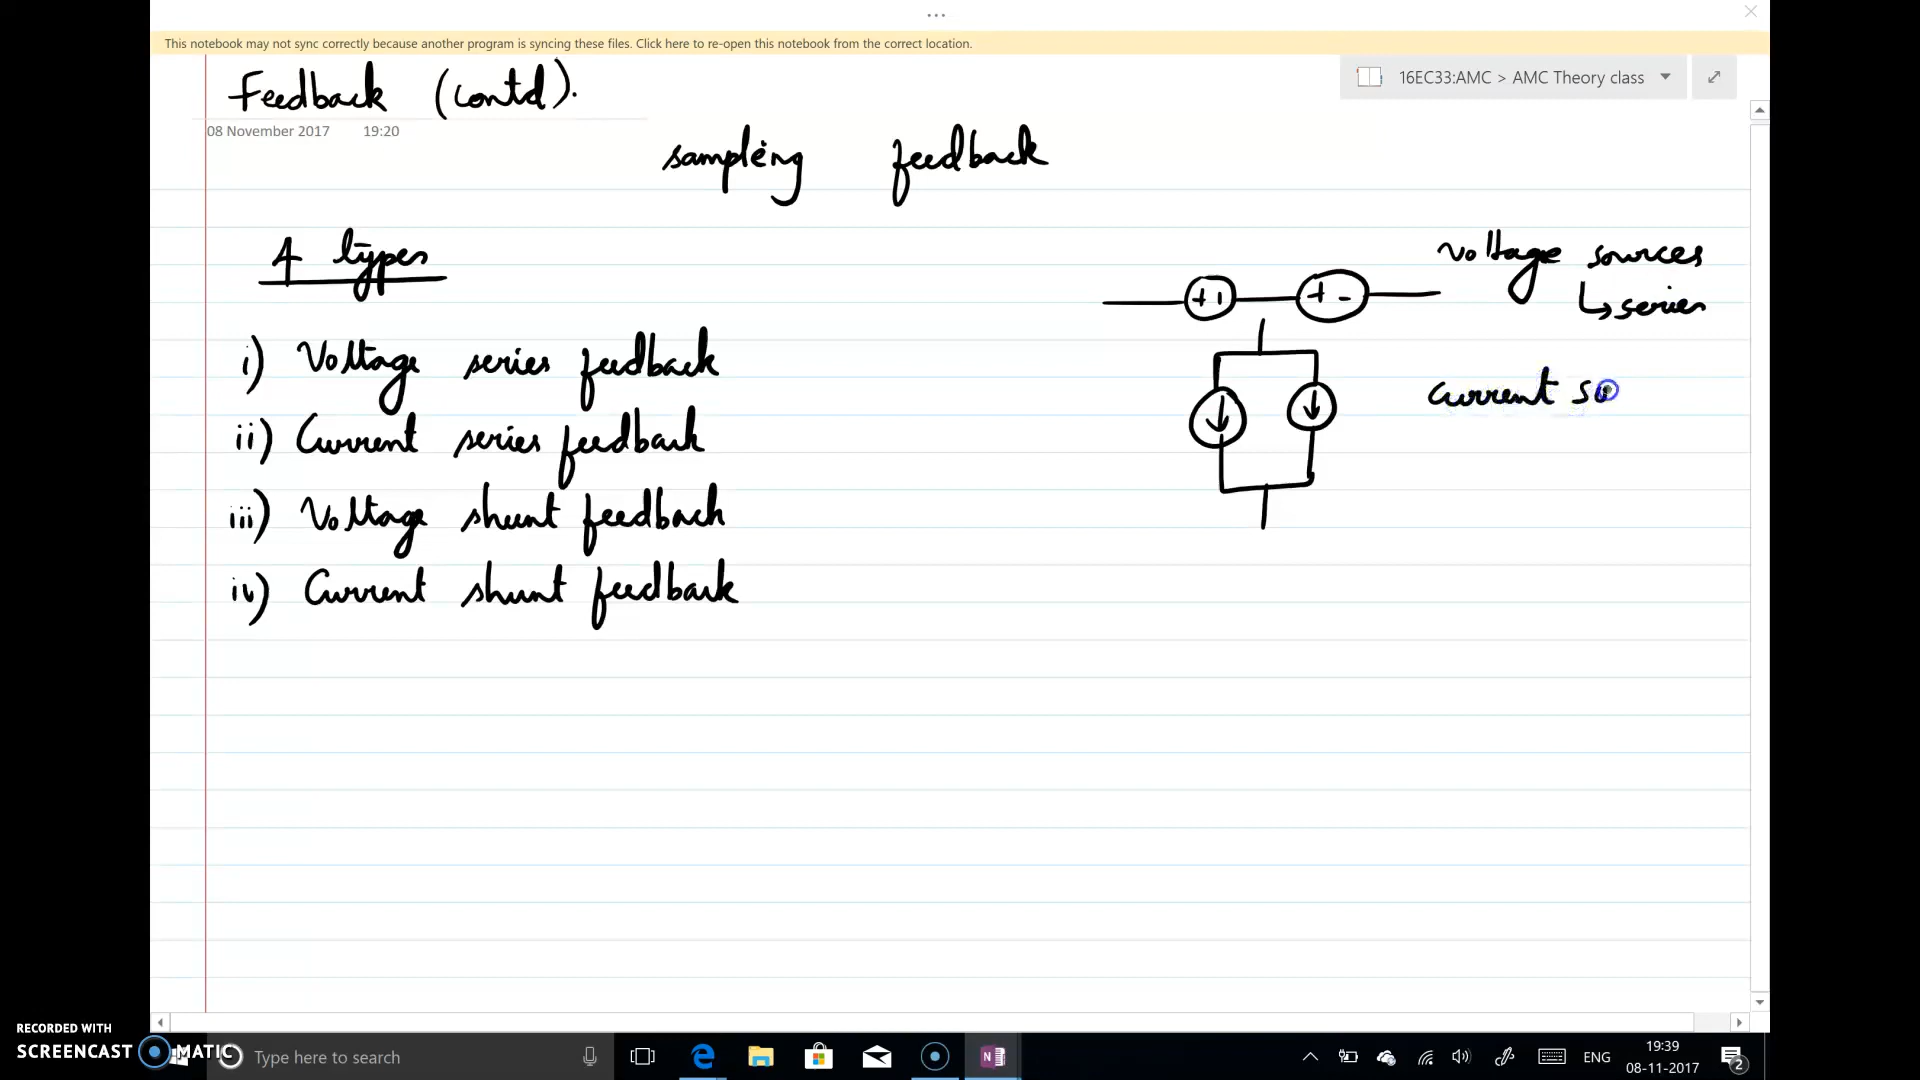 This notebook may not sync correctly because another program is syncing these files. Click here to re-open this notebook from the correct location.
Feedback (contd).
16EC33:AMC > AMC Theory class
08 November 2017 19:20
sampling feedback
4 types
i) Voltage series feedback
ii) Current series feedback
iii) Voltage shunt feedback
iv) Current shunt feedback
Voltage sources
↳ series
+ -
+ -
current so
RECORDED WITH
SCREENCAST MATIC
Type here to search
N
ENG
19:39
08-11-2017
2